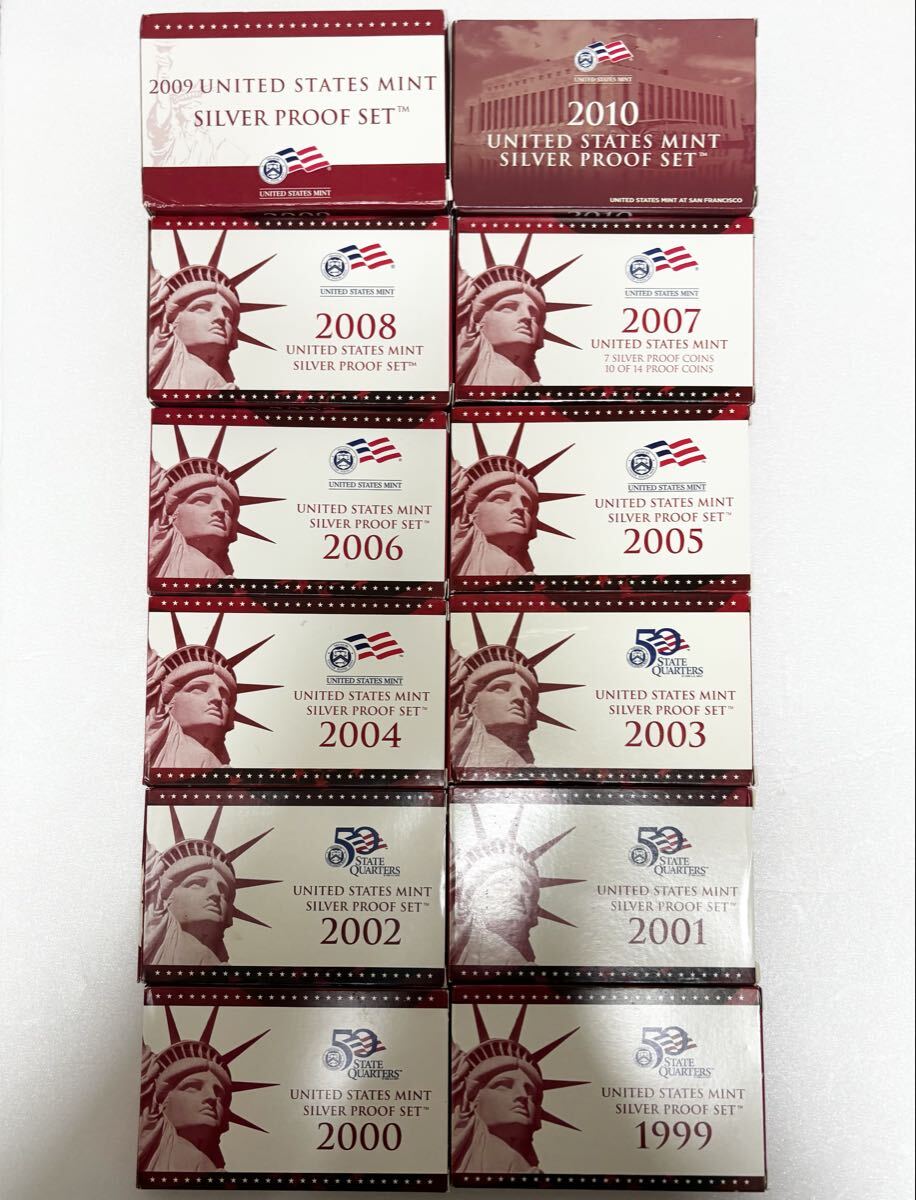 2009 UNITED STATES MINT
SILVER PROOF SET™
UNITED STATES MINT
UNITED STATES MINT
2010
UNITED STATES MINT
SILVER PROOF SET™
UNITED STATES MINT AT SAN FRANCISCO
2008
2010
UNITED STATES MINT
2008
UNITED STATES MINT
SILVER PROOF SET™
UNITED STATES MINT
2007
UNITED STATES MINT
7 SILVER PROOF COINS
10 OF 14 PROOF COINS
UNITED STATES MINT
UNITED STATES MINT
SILVER PROOF SET™
2006
UNITED STATES MINT
UNITED STATES MINT
SILVER PROOF SET™
2005
UNITED STATES MINT
UNITED STATES MINT
SILVER PROOF SET™
2004
50
STATE
QUARTERS
UNITED STATES MINT
SILVER PROOF SET™
2003
50
STATE
QUARTERS™
UNITED STATES MINT
SILVER PROOF SET™
2002
50
STATE
QUARTERS™
UNITED STATES MINT
SILVER PROOF SET™
2001
50
STATE
QUARTERS™
UNITED STATES MINT
SILVER PROOF SET™
2000
50
STATE
QUARTERS™
UNITED STATES MINT
SILVER PROOF SET™
1999